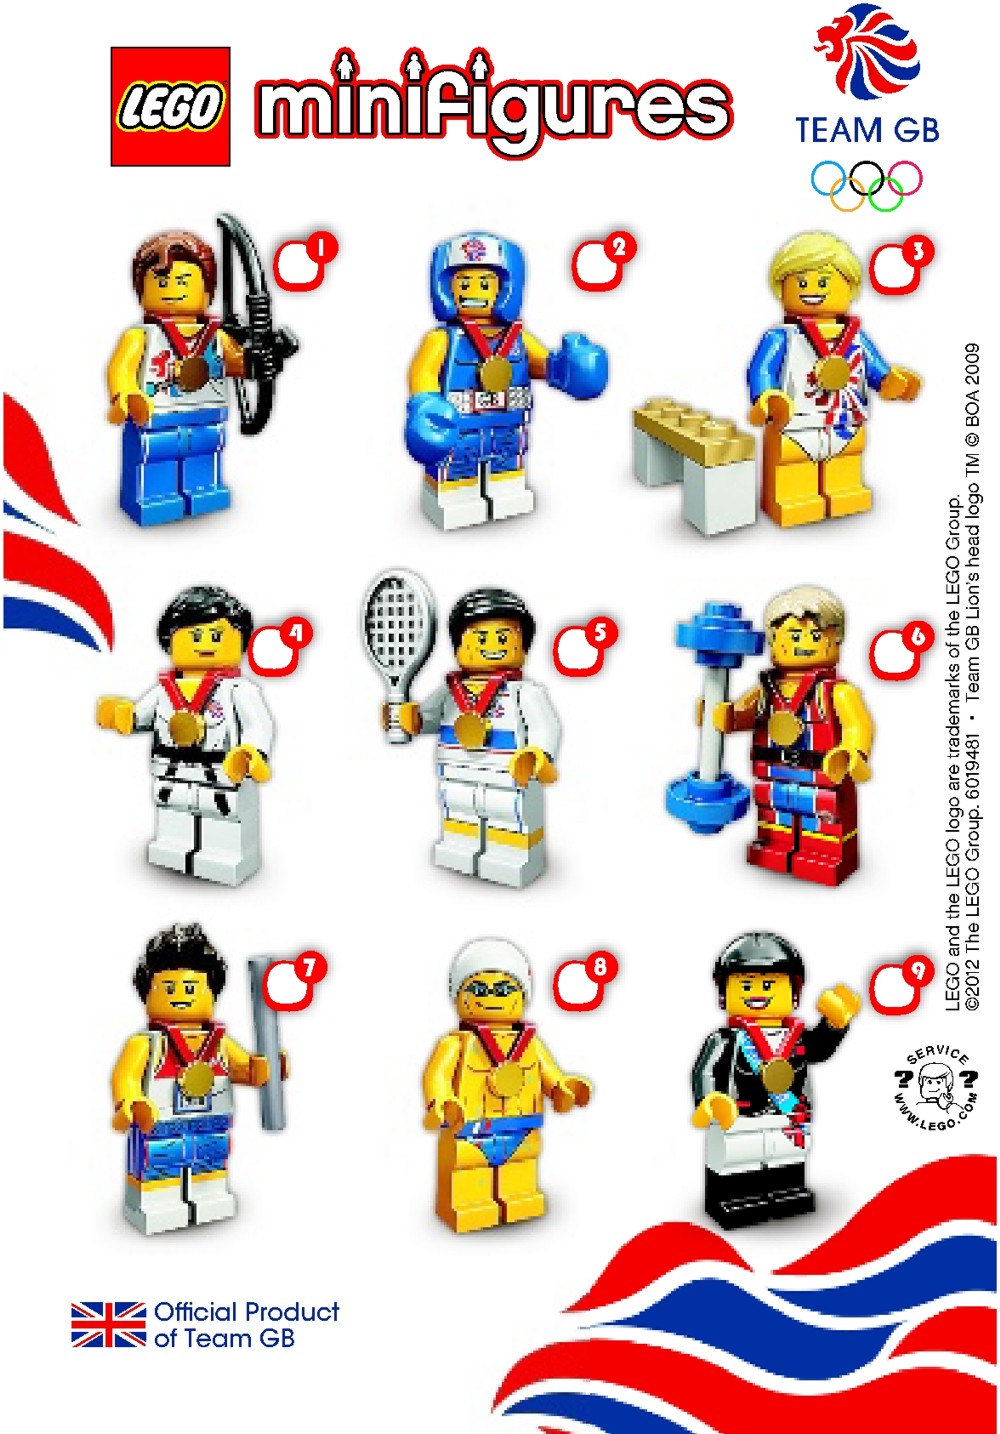 LEGO minifigures
TEAM GB
1
2
3
GB
4
5
6
7
8
9
LEGO and the LEGO logo are trademarks of the LEGO Group.
©2012 The LEGO Group. 6019481 • Team GB Lion's head logo TM © BOA 2009
? SERVICE ?
WWW.LEGO.COM
Official Product
of Team GB